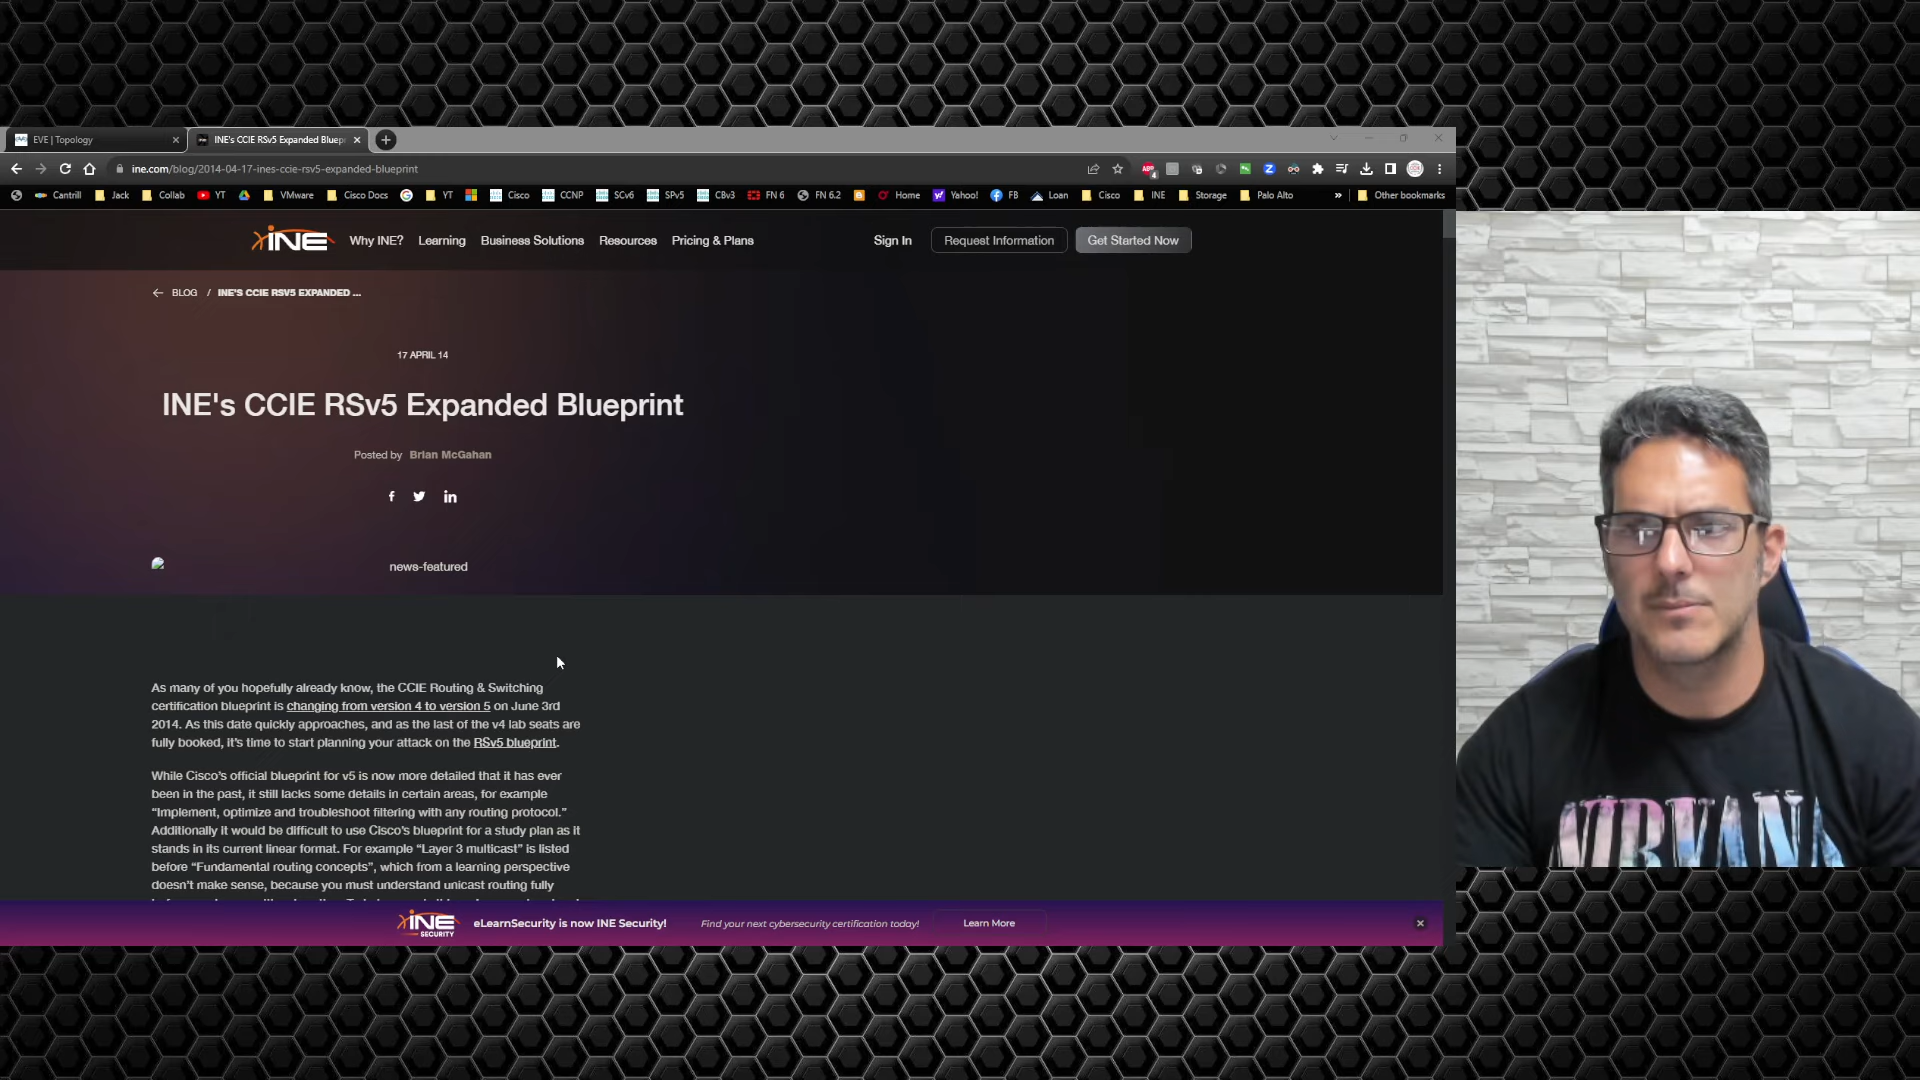 EVE | Topology
INE's CCIE RSv5 Expanded Bluep
ine.com/blog/2014-04-17-ines-ccie-rsv5-expanded-blueprint
Cantrill Jack Collab YT VMware Cisco Docs YT Cisco CCNP SCv6 SPv5 CBv3 FN 6 FN 6.2 Home Yahoo! FB Loan Cisco INE Storage Palo Alto » Other bookmarks
INE Why INE? Learning Business Solutions Resources Pricing & Plans Sign In Request Information Get Started Now
BLOG / INE'S CCIE RSV5 EXPANDED ...
17 APRIL 14
INE's CCIE RSv5 Expanded Blueprint
Posted by Brian McGahan
news-featured
As many of you hopefully already know, the CCIE Routing & Switching
certification blueprint is changing from version 4 to version 5 on June 3rd
2014. As this date quickly approaches, and as the last of the v4 lab seats are
fully booked, it's time to start planning your attack on the RSv5 blueprint.
While Cisco's official blueprint for v5 is now more detailed that it has ever
been in the past, it still lacks some details in certain areas, for example
"Implement, optimize and troubleshoot filtering with any routing protocol."
Additionally it would be difficult to use Cisco's blueprint for a study plan as it
stands in its current linear format. For example "Layer 3 multicast" is listed
before "Fundamental routing concepts", which from a learning perspective
doesn't make sense, because you must understand unicast routing fully
INE SECURITY eLearnSecurity is now INE Security! Find your next cybersecurity certification today! Learn More
NIRVANA